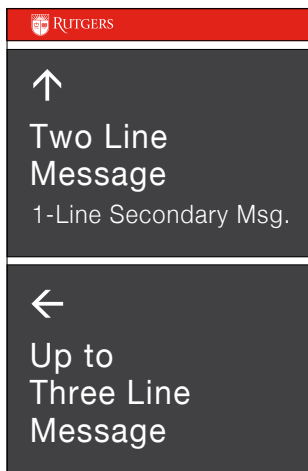 RUTGERS
↑
Two Line
Message
1-Line Secondary Msg.
←
Up to
Three Line
Message